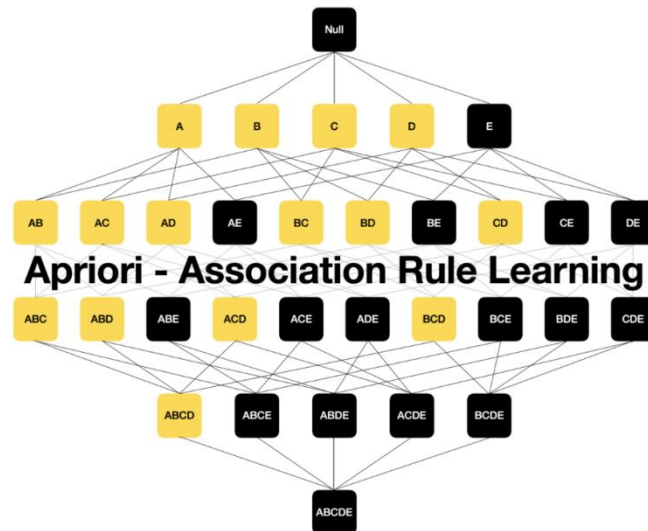 Null
A B C D E
AB AC AD AE BC BD BE CD CE DE
Apriori - Association Rule Learning
ABC ABD ABE ACD ACE ADE BCD BCE BDE CDE
ABCD ABCE ABDE ACDE BCDE
ABCDE